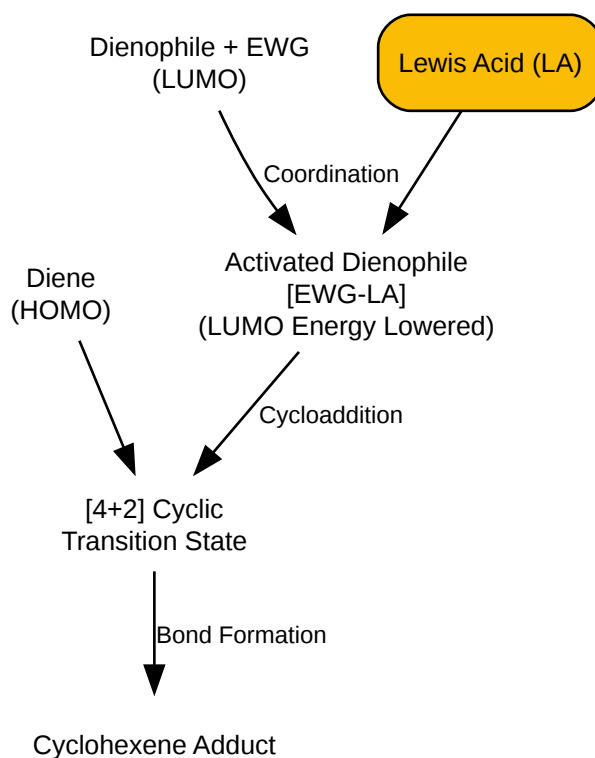 Dienophile + EWG
(LUMO)
Lewis Acid (LA)
Coordination
Activated Dienophile
[EWG-LA]
(LUMO Energy Lowered)
Diene
(HOMO)
Cycloaddition
[4+2] Cyclic
Transition State
Bond Formation
Cyclohexene Adduct